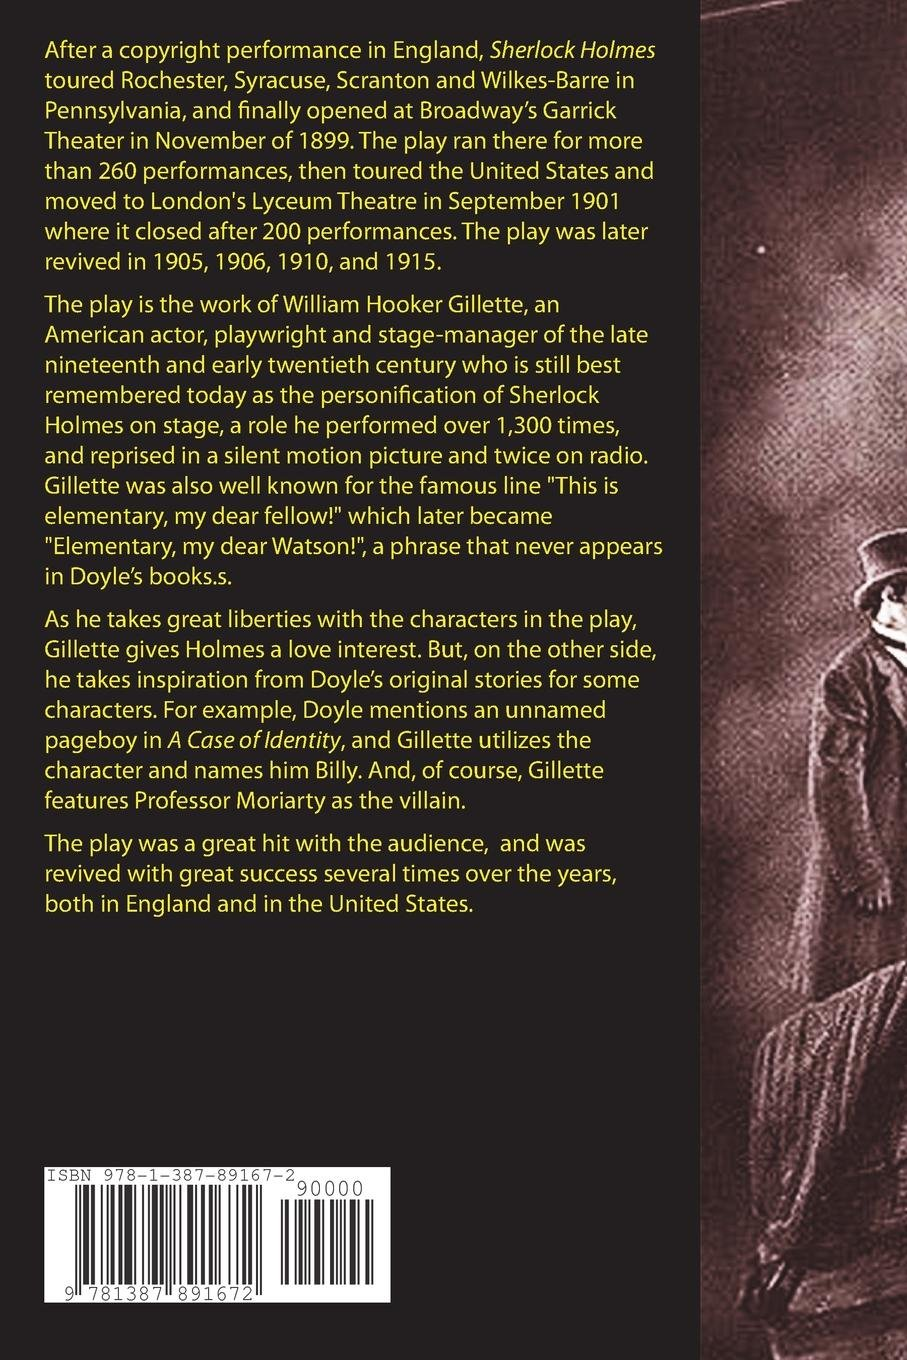 After a copyright performance in England, Sherlock Holmes
toured Rochester, Syracuse, Scranton and Wilkes-Barre in
Pennsylvania, and finally opened at Broadway’s Garrick
Theater in November of 1899. The play ran there for more
than 260 performances, then toured the United States and
moved to London's Lyceum Theatre in September 1901
where it closed after 200 performances. The play was later
revived in 1905, 1906, 1910, and 1915.
The play is the work of William Hooker Gillette, an
American actor, playwright and stage-manager of the late
nineteenth and early twentieth century who is still best
remembered today as the personification of Sherlock
Holmes on stage, a role he performed over 1,300 times,
and reprised in a silent motion picture and twice on radio.
Gillette was also well known for the famous line "This is
elementary, my dear fellow!" which later became
"Elementary, my dear Watson!", a phrase that never appears
in Doyle’s books.s.
As he takes great liberties with the characters in the play,
Gillette gives Holmes a love interest. But, on the other side,
he takes inspiration from Doyle’s original stories for some
characters. For example, Doyle mentions an unnamed
pageboy in A Case of Identity, and Gillette utilizes the
character and names him Billy. And, of course, Gillette
features Professor Moriarty as the villain.
The play was a great hit with the audience,  and was
revived with great success several times over the years,
both in England and in the United States.
ISBN 978-1-387-89167-2
90000
9 781387 891672